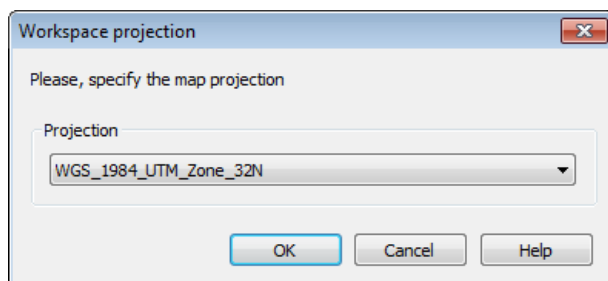 Workspace projection
Please, specify the map projection
Projection
WGS_1984_UTM_Zone_32N
OK Cancel Help